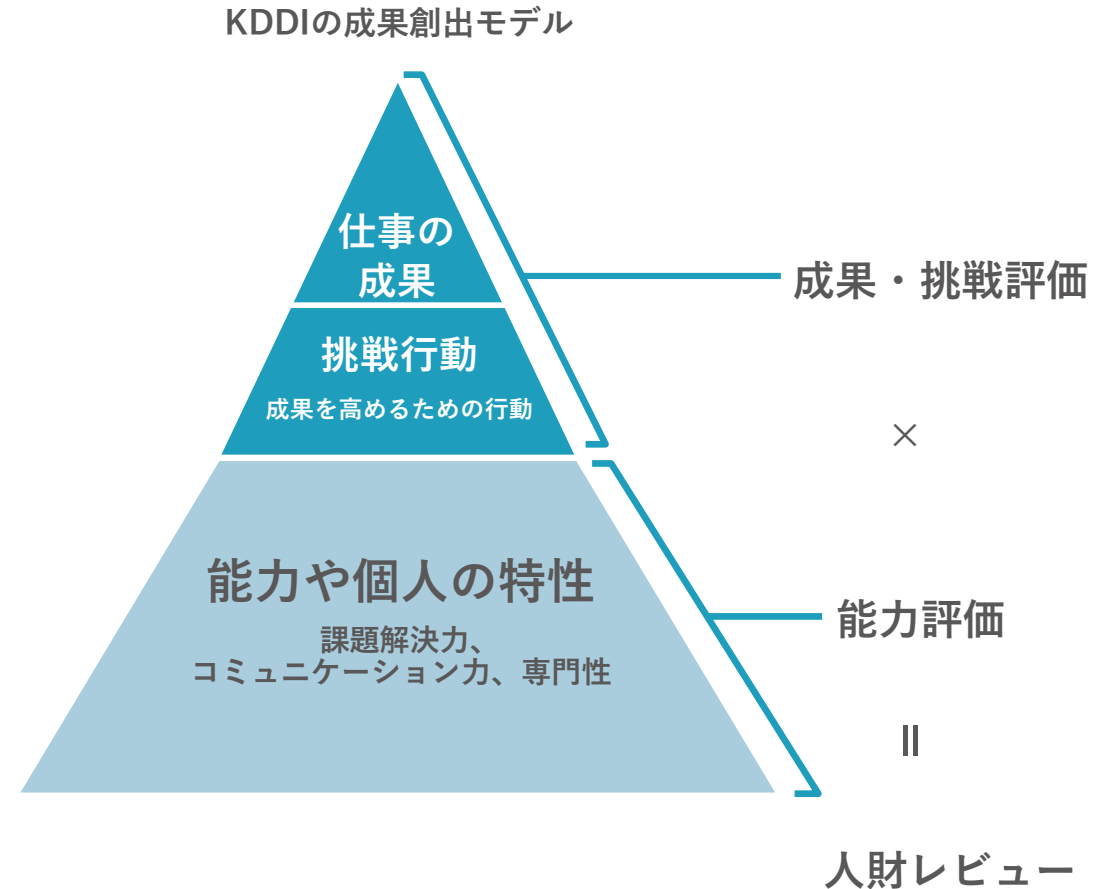 KDDIの成果創出モデル
仕事の
成果
挑戦行動
成果を高めるための行動
能力や個人の特性
課題解決力、
コミュニケーション力、専門性
成果・挑戦評価
×
能力評価
=
人財レビュー